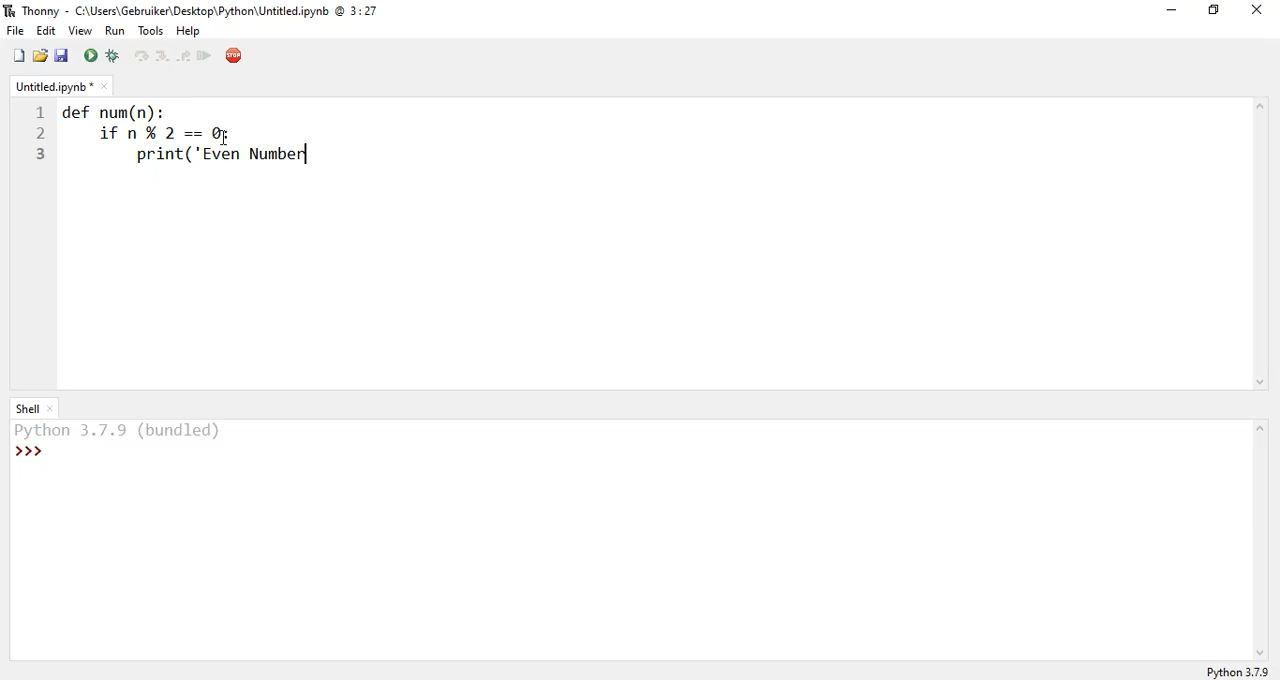 Thonny - C:\Users\Gebruiker\Desktop\Python\Untitled.ipynb @ 3:27
File Edit View Run Tools Help
STOP
Untitled.ipynb * ×
1 def num(n):
2     if n % 2 == 0:
3         print('Even Number
Shell ×
Python 3.7.9 (bundled)
>>>
Python 3.7.9